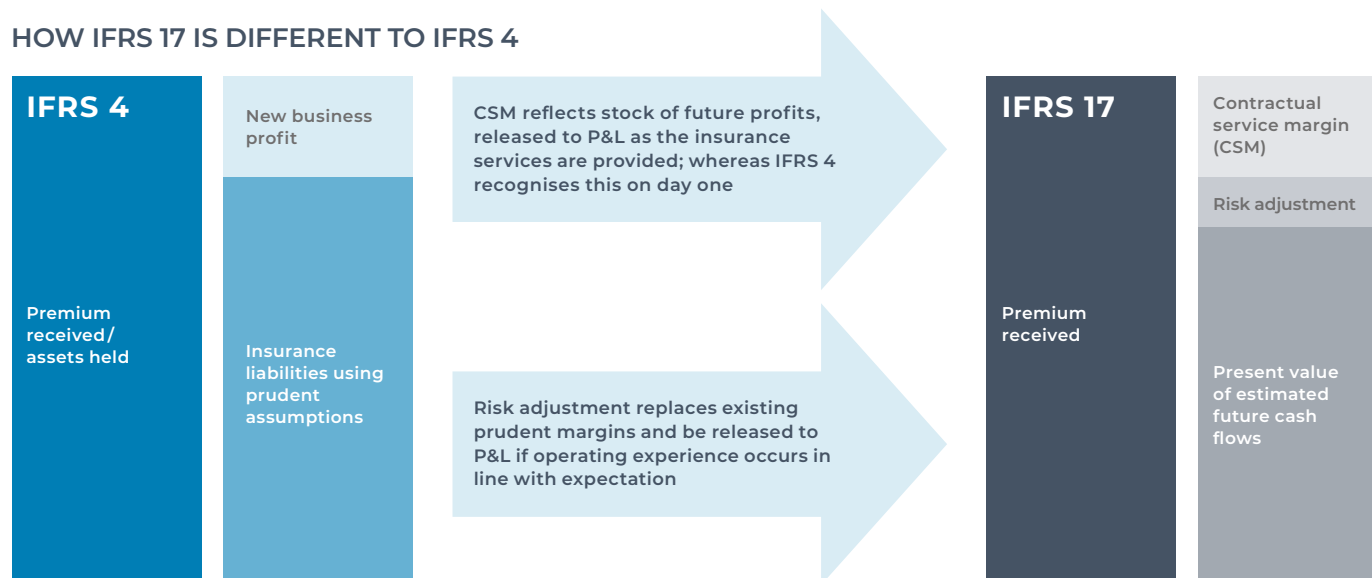 HOW IFRS 17 IS DIFFERENT TO IFRS 4
IFRS 4
Premium
received/
assets held
New business
profit
Insurance
liabilities using
prudent
assumptions
CSM reflects stock of future profits,
released to P&L as the insurance
services are provided; whereas IFRS 4
recognises this on day one
Risk adjustment replaces existing
prudent margins and be released to
P&L if operating experience occurs in
line with expectation
IFRS 17
Premium
received
Contractual
service margin
(CSM)
Risk adjustment
Present value
of estimated
future cash
flows